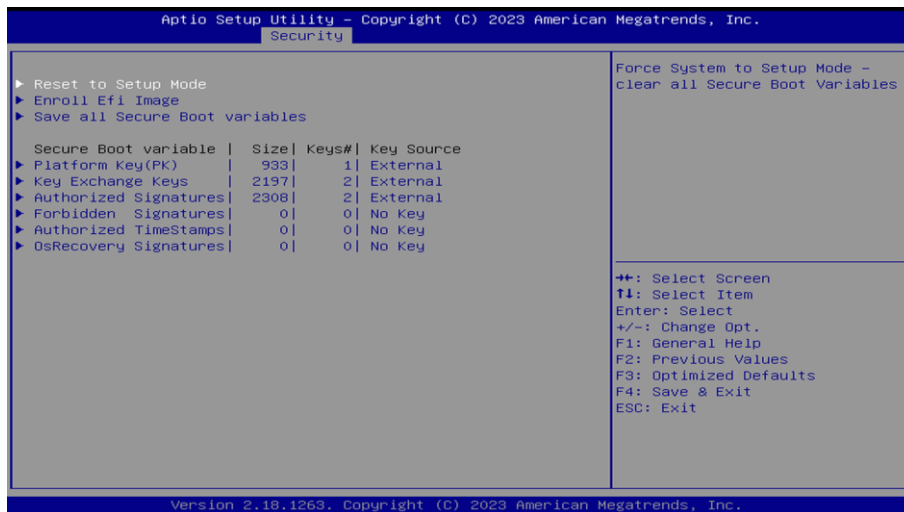 Aptio Setup Utility – Copyright (C) 2023 American Megatrends, Inc.
Security
▶ Reset to Setup Mode
▶ Enroll Efi Image
▶ Save all Secure Boot variables
Secure Boot variable | Size| Keys#| Key Source
▶ Platform Key(PK) | 933| 1| External
▶ Key Exchange Keys | 2197| 2| External
▶ Authorized Signatures| 2308| 2| External
▶ Forbidden Signatures| 0| 0| No Key
▶ Authorized TimeStamps| 0| 0| No Key
▶ OsRecovery Signatures| 0| 0| No Key
Force System to Setup Mode –
clear all Secure Boot Variables
→←: Select Screen
↑↓: Select Item
Enter: Select
+/-: Change Opt.
F1: General Help
F2: Previous Values
F3: Optimized Defaults
F4: Save & Exit
ESC: Exit
Version 2.18.1263. Copyright (C) 2023 American Megatrends, Inc.